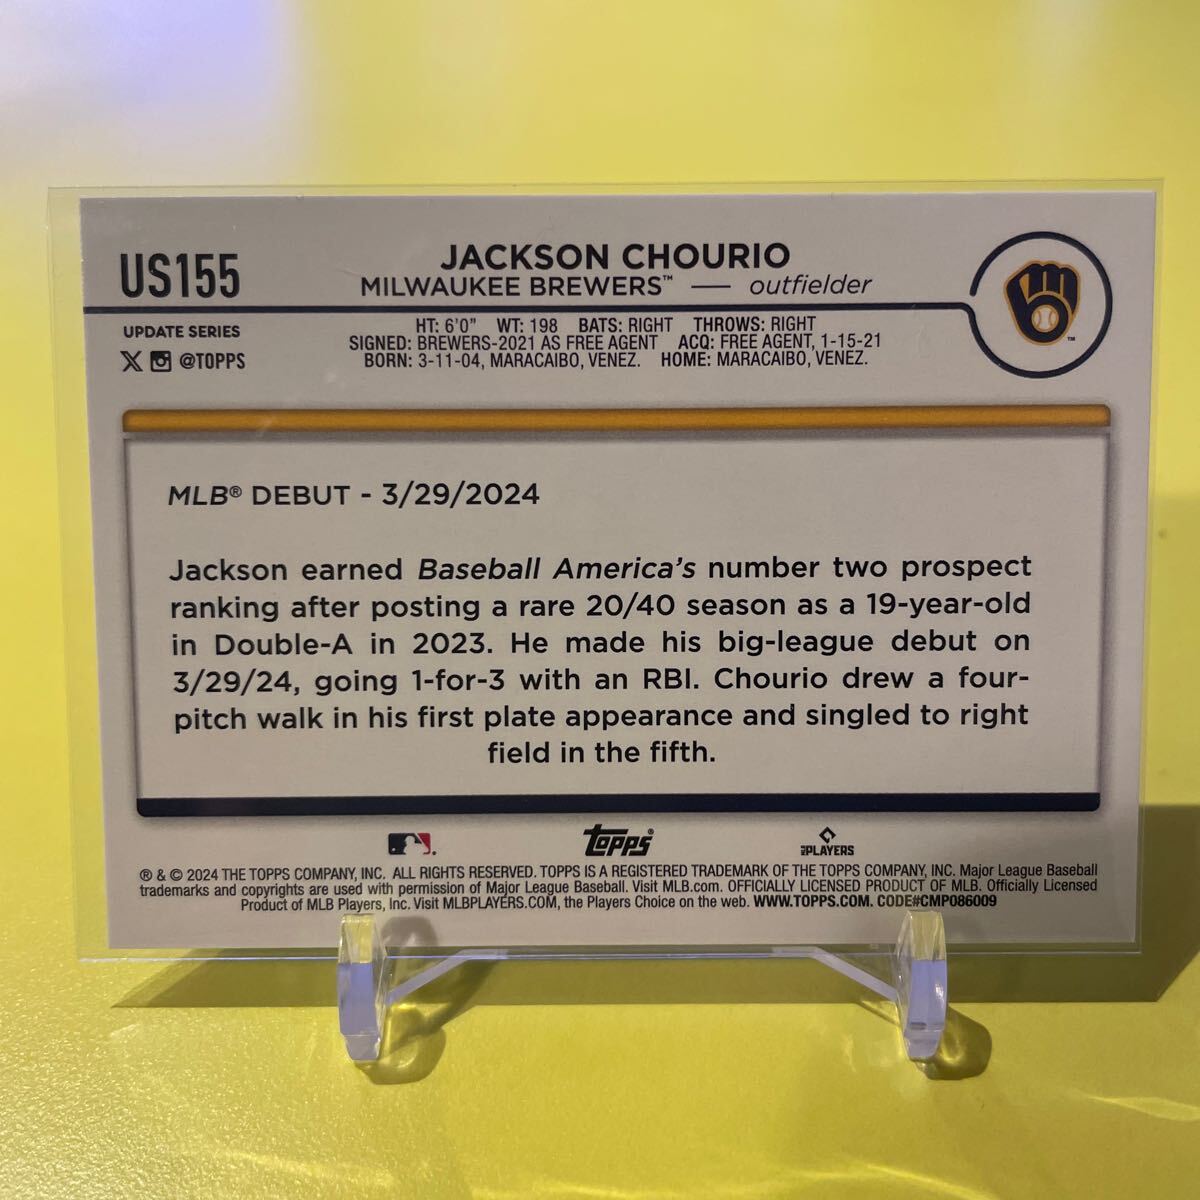 US155
JACKSON CHOURIO
MILWAUKEE BREWERS™ — outfielder
UPDATE SERIES
@TOPPS
HT: 6'0" WT: 198 BATS: RIGHT THROWS: RIGHT
SIGNED: BREWERS-2021 AS FREE AGENT ACQ: FREE AGENT, 1-15-21
BORN: 3-11-04, MARACAIBO, VENEZ. HOME: MARACAIBO, VENEZ.
TM
MLB® DEBUT - 3/29/2024
Jackson earned Baseball America's number two prospect
ranking after posting a rare 20/40 season as a 19-year-old
in Double-A in 2023. He made his big-league debut on
3/29/24, going 1-for-3 with an RBI. Chourio drew a four-
pitch walk in his first plate appearance and singled to right
field in the fifth.
topps®
MLBPLAYERS
® & © 2024 THE TOPPS COMPANY, INC. ALL RIGHTS RESERVED. TOPPS IS A REGISTERED TRADEMARK OF THE TOPPS COMPANY, INC. Major League Baseball
trademarks and copyrights are used with permission of Major League Baseball. Visit MLB.com. OFFICIALLY LICENSED PRODUCT OF MLB. Officially Licensed
Product of MLB Players, Inc. Visit MLBPLAYERS.COM, the Players Choice on the web. WWW.TOPPS.COM. CODE#CMP086009